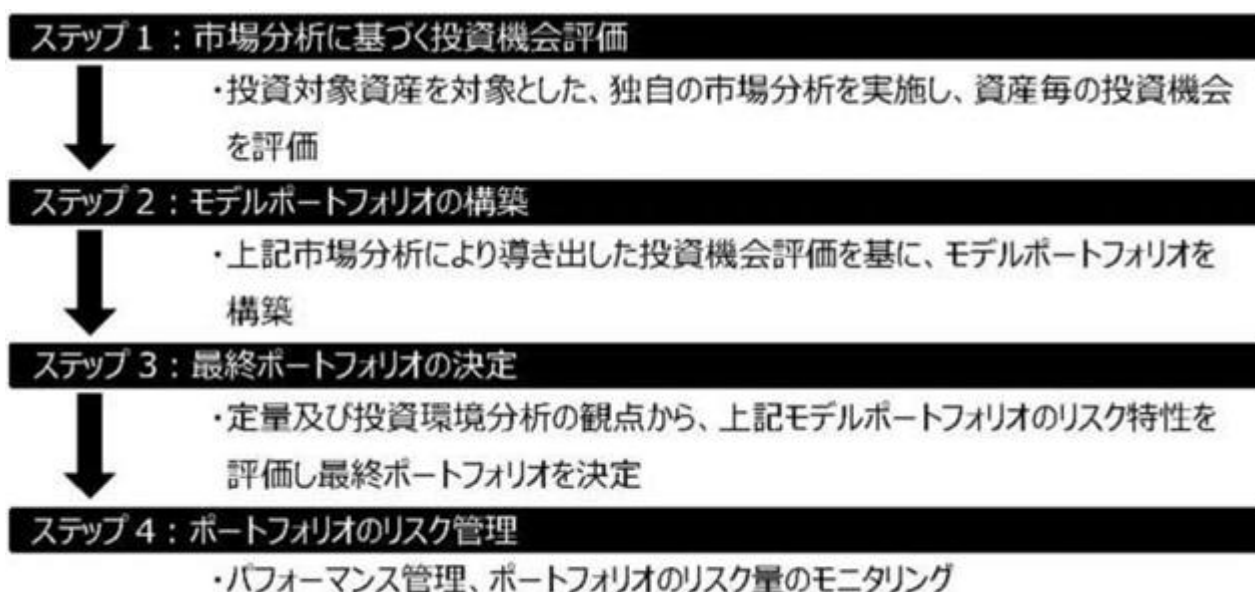 ステップ1：市場分析に基づく投資機会評価
・投資対象資産を対象とした、独自の市場分析を実施し、資産毎の投資機会
を評価
ステップ2：モデルポートフォリオの構築
・上記市場分析により導き出した投資機会評価を基に、モデルポートフォリオを
構築
ステップ3：最終ポートフォリオの決定
・定量及び投資環境分析の観点から、上記モデルポートフォリオのリスク特性を
評価し最終ポートフォリオを決定
ステップ4：ポートフォリオのリスク管理
・パフォーマンス管理、ポートフォリオのリスク量のモニタリング